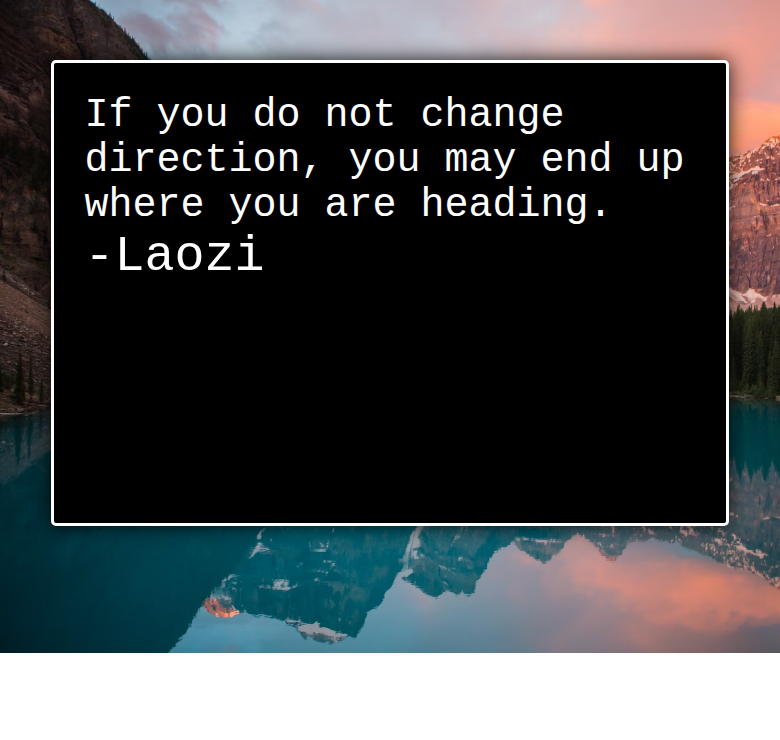 If you do not change
direction, you may end up
where you are heading.
-Laozi